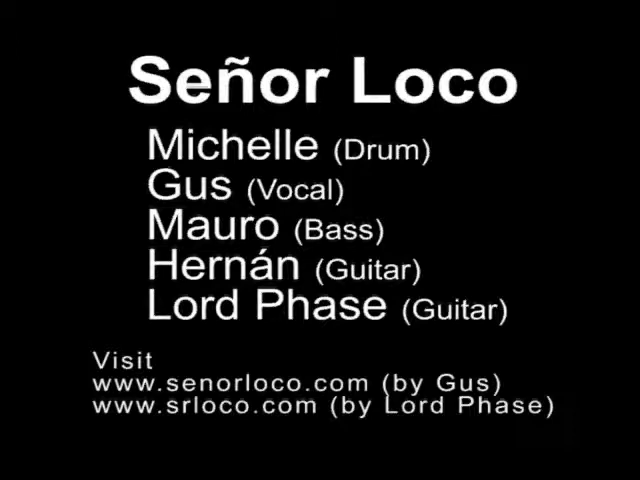 Señor Loco
Michelle (Drum)
Gus (Vocal)
Mauro (Bass)
Hernán (Guitar)
Lord Phase (Guitar)
Visit
www.senorloco.com (by Gus)
www.srloco.com (by Lord Phase)